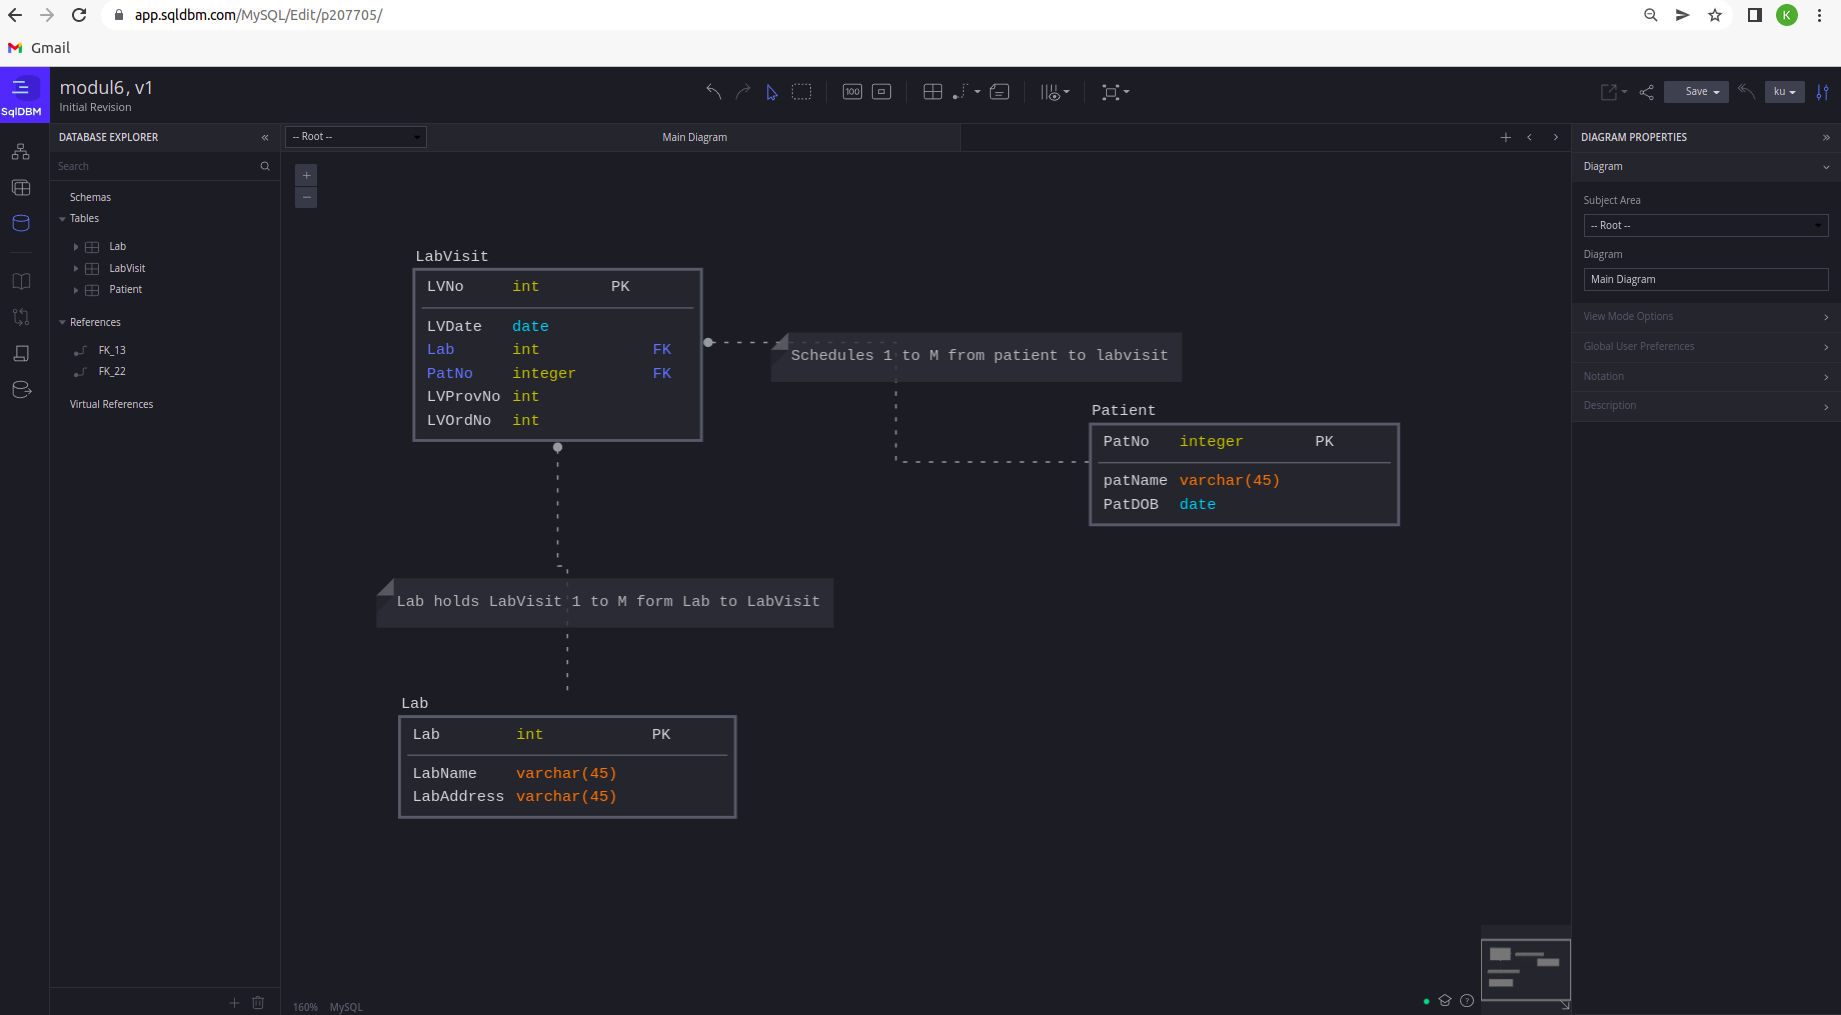 app.sqldbm.com/MySQL/Edit/p207705/
K
Gmail
SqlDBM
modul6, v1
Initial Revision
100
Save
ku
DATABASE EXPLORER
-- Root --
Main Diagram
DIAGRAM PROPERTIES
Search
Schemas
Tables
Lab
LabVisit
Patient
References
FK_13
FK_22
Virtual References
LabVisit
LVNo int PK
LVDate date
Lab int FK
PatNo integer FK
LVProvNo int
LVOrdNo int
Schedules 1 to M from patient to labvisit
Patient
PatNo integer PK
patName varchar(45)
PatDOB date
Lab holds LabVisit 1 to M form Lab to LabVisit
Lab
Lab int PK
LabName varchar(45)
LabAddress varchar(45)
Diagram
Subject Area
-- Root --
Diagram
Main Diagram
View Mode Options
Global User Preferences
Notation
Description
160% MySQL